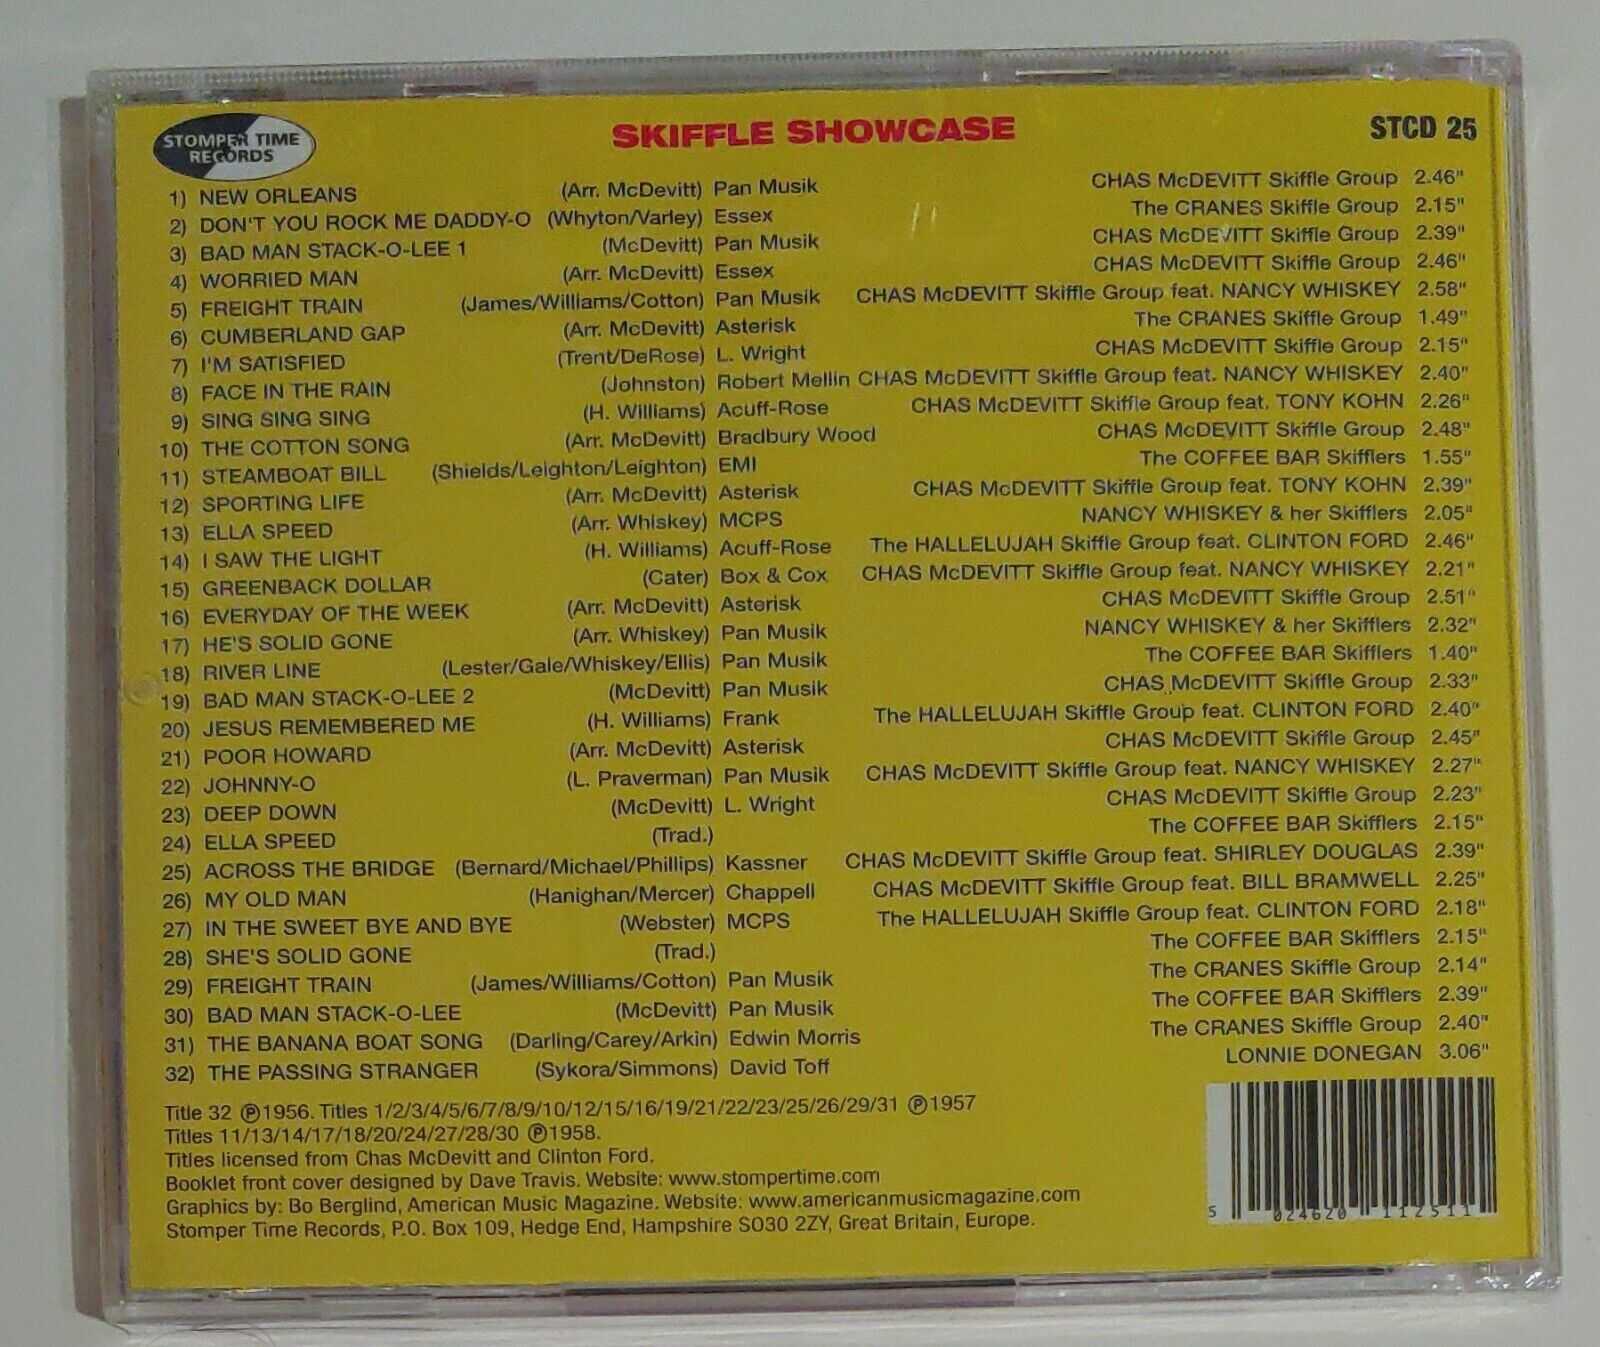 STOMPER TIME
RECORDS
SKIFFLE SHOWCASE
STCD 25
1) NEW ORLEANS (Arr. McDevitt) Pan Musik CHAS McDEVITT Skiffle Group 2.46"
2) DON'T YOU ROCK ME DADDY-O (Whyton/Varley) Essex The CRANES Skiffle Group 2.15"
3) BAD MAN STACK-O-LEE 1 (McDevitt) Pan Musik CHAS McDEVITT Skiffle Group 2.39"
4) WORRIED MAN (Arr. McDevitt) Essex CHAS McDEVITT Skiffle Group 2.46"
5) FREIGHT TRAIN (James/Williams/Cotton) Pan Musik CHAS McDEVITT Skiffle Group feat. NANCY WHISKEY 2.58"
6) CUMBERLAND GAP (Arr. McDevitt) Asterisk The CRANES Skiffle Group 1.49"
7) I'M SATISFIED (Trent/DeRose) L. Wright CHAS McDEVITT Skiffle Group 2.15"
8) FACE IN THE RAIN (Johnston) Robert Mellin CHAS McDEVITT Skiffle Group feat. NANCY WHISKEY 2.40"
9) SING SING SING (H. Williams) Acuff-Rose CHAS McDEVITT Skiffle Group feat. TONY KOHN 2.26"
10) THE COTTON SONG (Arr. McDevitt) Bradbury Wood CHAS McDEVITT Skiffle Group 2.48"
11) STEAMBOAT BILL (Shields/Leighton/Leighton) EMI The COFFEE BAR Skifflers 1.55"
12) SPORTING LIFE (Arr. McDevitt) Asterisk CHAS McDEVITT Skiffle Group feat. TONY KOHN 2.39"
13) ELLA SPEED (Arr. Whiskey) MCPS NANCY WHISKEY & her Skifflers 2.05"
14) I SAW THE LIGHT (H. Williams) Acuff-Rose The HALLELUJAH Skiffle Group feat. CLINTON FORD 2.46"
15) GREENBACK DOLLAR (Cater) Box & Cox CHAS McDEVITT Skiffle Group feat. NANCY WHISKEY 2.21"
16) EVERYDAY OF THE WEEK (Arr. McDevitt) Asterisk CHAS McDEVITT Skiffle Group 2.51"
17) HE'S SOLID GONE (Arr. Whiskey) Pan Musik NANCY WHISKEY & her Skifflers 2.32"
18) RIVER LINE (Lester/Gale/Whiskey/Ellis) Pan Musik The COFFEE BAR Skifflers 1.40"
19) BAD MAN STACK-O-LEE 2 (McDevitt) Pan Musik CHAS McDEVITT Skiffle Group 2.33"
20) JESUS REMEMBERED ME (H. Williams) Frank The HALLELUJAH Skiffle Group feat. CLINTON FORD 2.40"
21) POOR HOWARD (Arr. McDevitt) Asterisk CHAS McDEVITT Skiffle Group 2.45"
22) JOHNNY-O (L. Praverman) Pan Musik CHAS McDEVITT Skiffle Group feat. NANCY WHISKEY 2.27"
23) DEEP DOWN (McDevitt) L. Wright CHAS McDEVITT Skiffle Group 2.23"
24) ELLA SPEED (Trad.) The COFFEE BAR Skifflers 2.15"
25) ACROSS THE BRIDGE (Bernard/Michael/Phillips) Kassner CHAS McDEVITT Skiffle Group feat. SHIRLEY DOUGLAS 2.39"
26) MY OLD MAN (Hanighan/Mercer) Chappell CHAS McDEVITT Skiffle Group feat. BILL BRAMWELL 2.25"
27) IN THE SWEET BYE AND BYE (Webster) MCPS The HALLELUJAH Skiffle Group feat. CLINTON FORD 2.18"
28) SHE'S SOLID GONE (Trad.) The COFFEE BAR Skifflers 2.15"
29) FREIGHT TRAIN (James/Williams/Cotton) Pan Musik The CRANES Skiffle Group 2.14"
30) BAD MAN STACK-O-LEE (McDevitt) Pan Musik The COFFEE BAR Skifflers 2.39"
31) THE BANANA BOAT SONG (Darling/Carey/Arkin) Edwin Morris The CRANES Skiffle Group 2.40"
32) THE PASSING STRANGER (Sykora/Simmons) David Toff LONNIE DONEGAN 3.06"
Title 32 ℗1956. Titles 1/2/3/4/5/6/7/8/9/10/12/15/16/19/21/22/23/25/26/29/31 ℗1957
Titles 11/13/14/17/18/20/24/27/28/30 ℗1958.
Titles licensed from Chas McDevitt and Clinton Ford.
Booklet front cover designed by Dave Travis. Website: www.stompertime.com
Graphics by: Bo Berglind, American Music Magazine. Website: www.americanmusicmagazine.com
Stomper Time Records, P.O. Box 109, Hedge End, Hampshire SO30 2ZY, Great Britain, Europe.
5 024620 112511